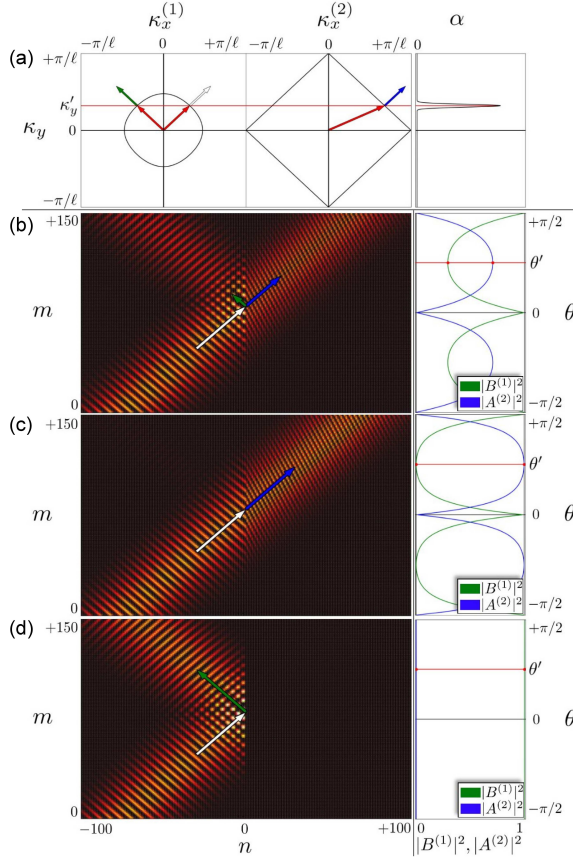 κₓ⁽¹⁾ κₓ⁽²⁾ α
−π/ℓ 0 +π/ℓ −π/ℓ 0 +π/ℓ 0
(a)
+π/ℓ
κ′ᵧ
κᵧ 0
−π/ℓ
(b) +150 +π/2
θ′
m 0 θ
|B⁽¹⁾|²
|A⁽²⁾|²
0 −π/2
(c) +150 +π/2
θ′
m 0 θ
|B⁽¹⁾|²
|A⁽²⁾|²
0 −π/2
(d) +150 +π/2
θ′
m 0 θ
|B⁽¹⁾|²
|A⁽²⁾|²
0 −π/2
−100 0 +100 0 1
n |B⁽¹⁾|², |A⁽²⁾|²